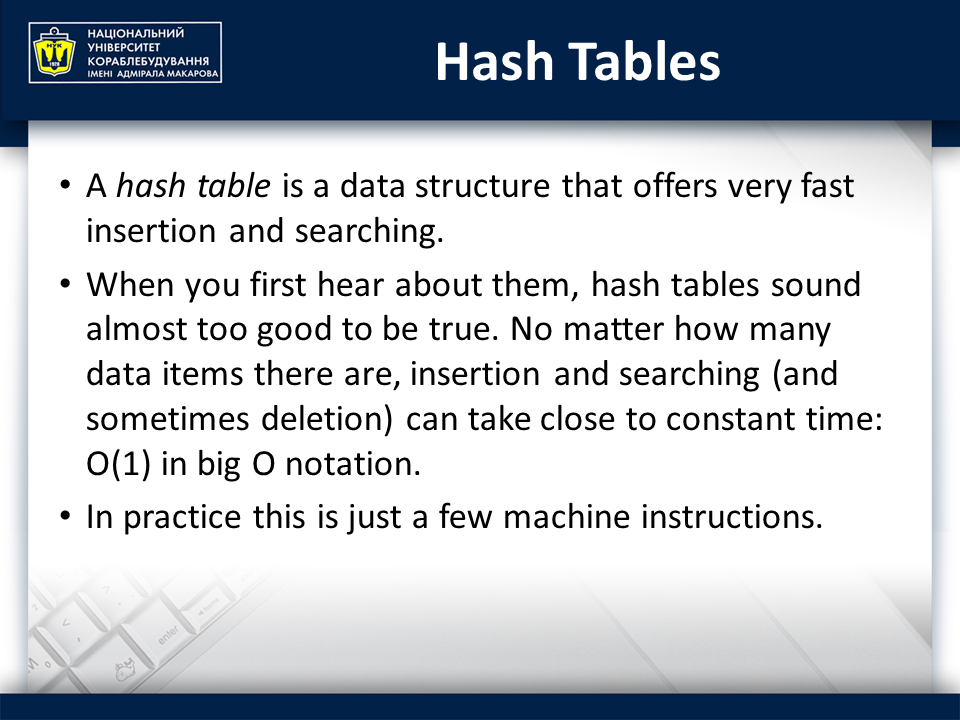 НАЦІОНАЛЬНИЙ
УНІВЕРСИТЕТ
КОРАБЛЕБУДУВАННЯ
ІМЕНІ АДМІРАЛА МАКАРОВА
НУК
1920
Hash Tables
• A hash table is a data structure that offers very fast
insertion and searching.
• When you first hear about them, hash tables sound
almost too good to be true. No matter how many
data items there are, insertion and searching (and
sometimes deletion) can take close to constant time:
O(1) in big O notation.
• In practice this is just a few machine instructions.
enter
home